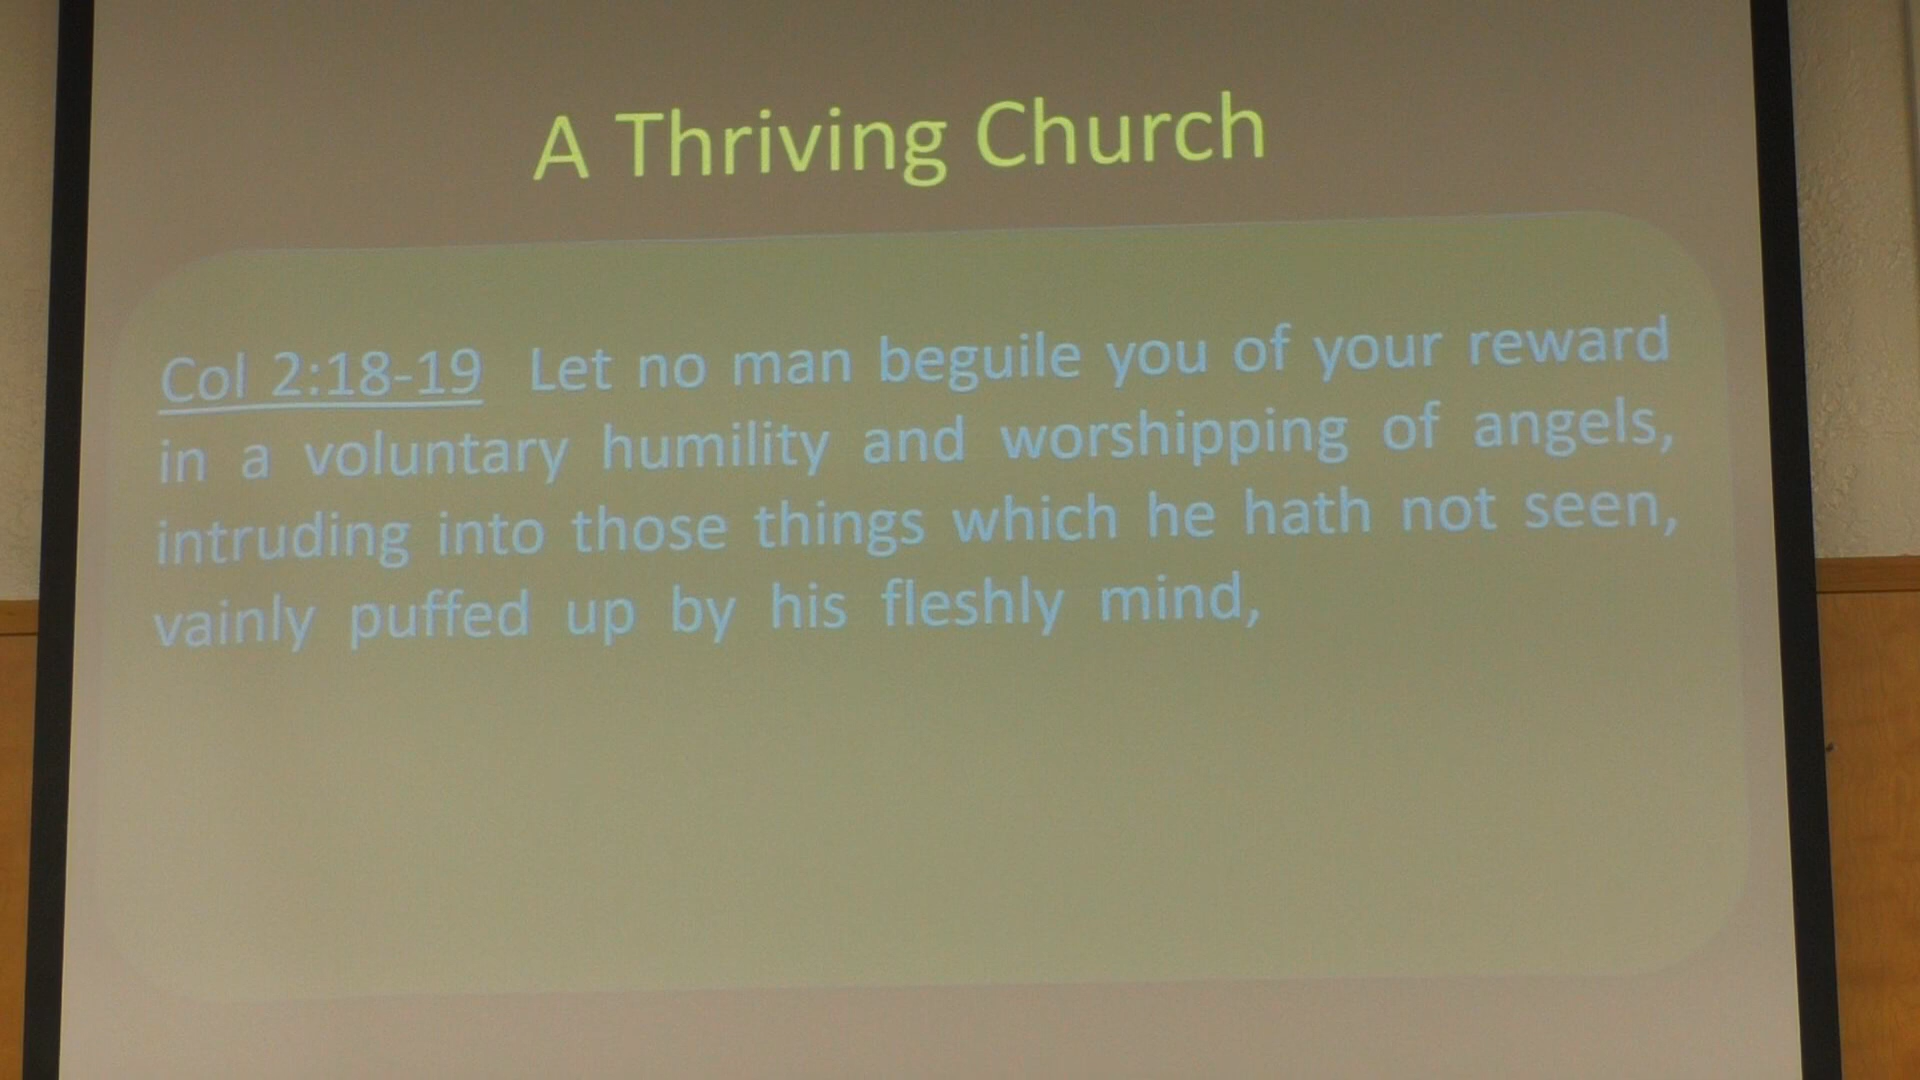 A Thriving Church
Col 2:18-19 Let no man beguile you of your reward
in a voluntary humility and worshipping of angels,
intruding into those things which he hath not seen,
vainly puffed up by his fleshly mind,